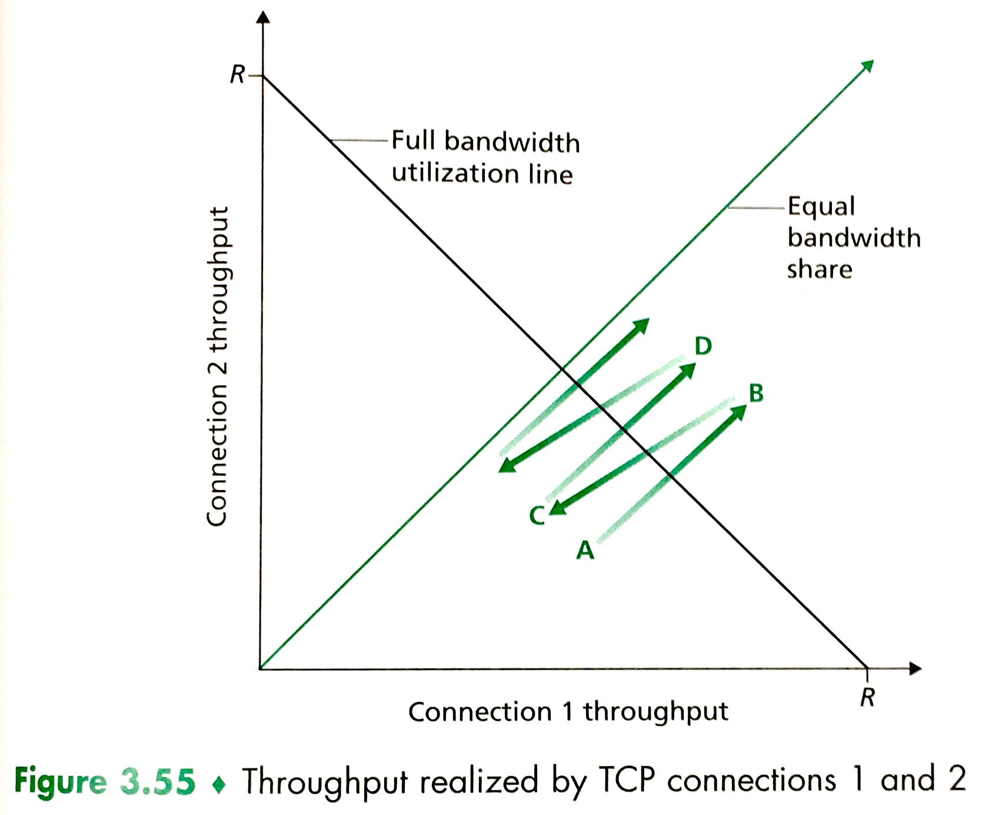 R
Full bandwidth
utilization line
Equal
bandwidth
share
Connection 2 throughput
D
B
C
A
R
Connection 1 throughput
Figure 3.55 ♦ Throughput realized by TCP connections 1 and 2